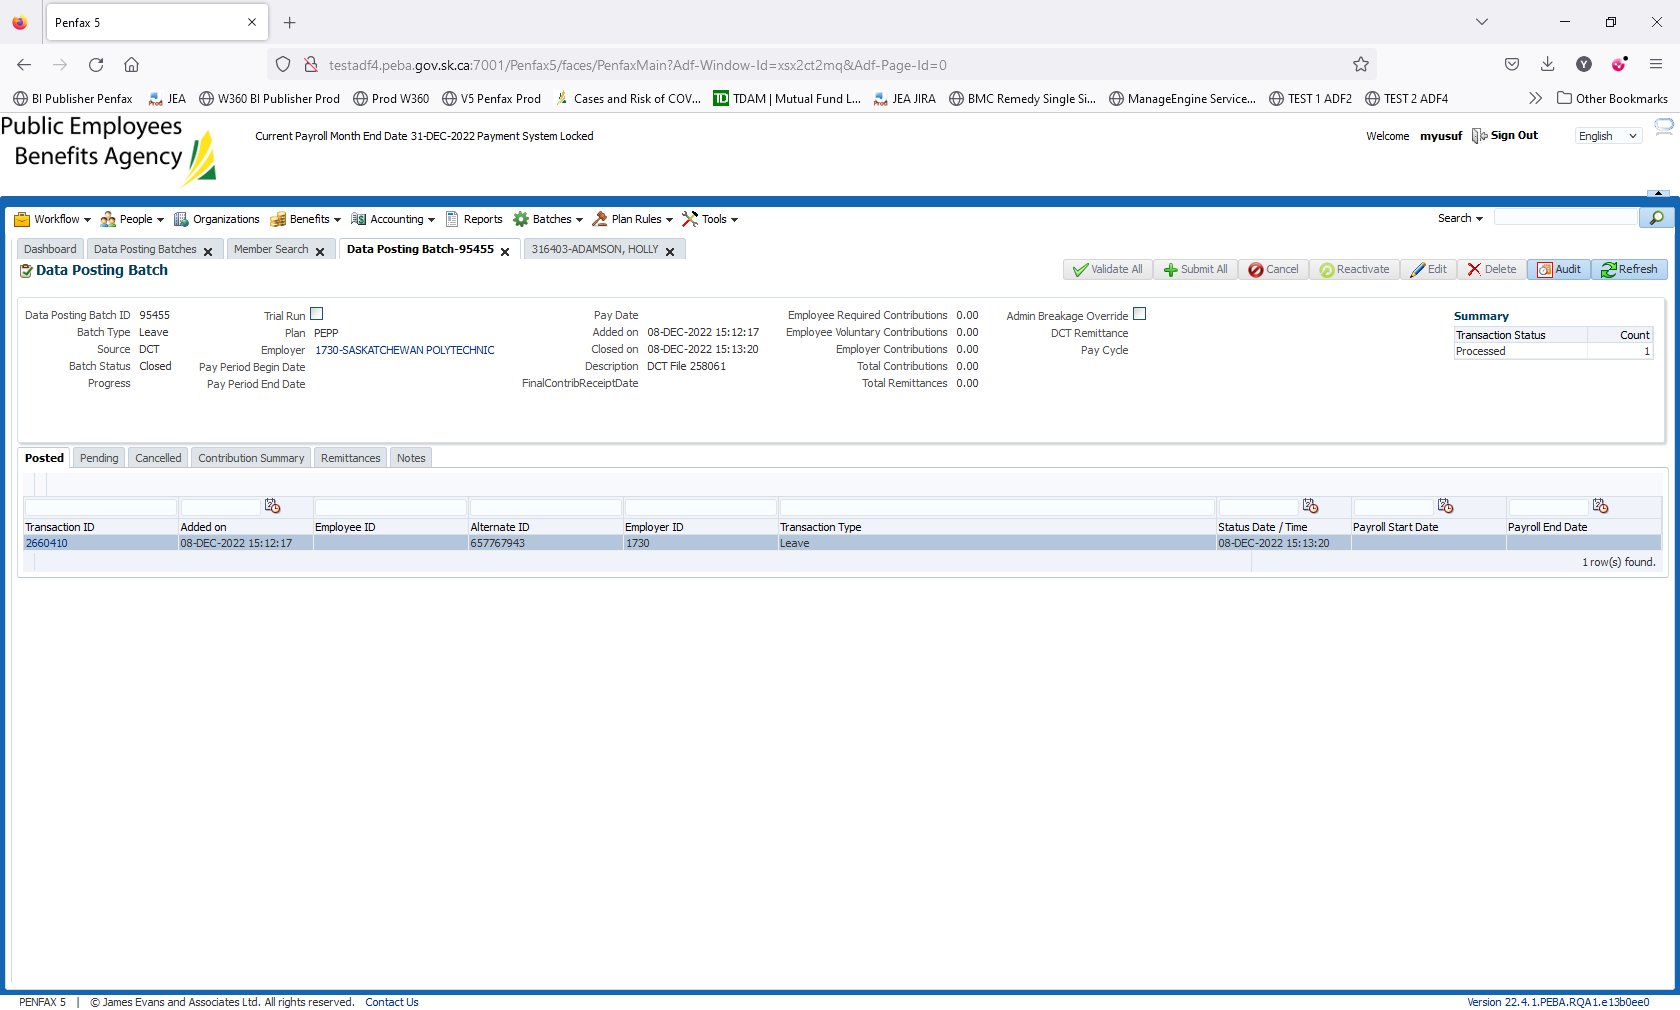 Penfax 5
testadf4.peba.gov.sk.ca:7001/Penfax5/faces/PenfaxMain?Adf-Window-Id=xsx2ct2mq&Adf-Page-Id=0
BI Publisher Penfax JEA W360 BI Publisher Prod Prod W360 V5 Penfax Prod Cases and Risk of COV... TD TDAM | Mutual Fund L... JEA JIRA BMC Remedy Single Si... ManageEngine Service... TEST 1 ADF2 TEST 2 ADF4 Other Bookmarks
Public Employees
Benefits Agency
Current Payroll Month End Date 31-DEC-2022 Payment System Locked
Welcome myusuf Sign Out English
Workflow People Organizations Benefits Accounting Reports Batches Plan Rules Tools Search
Dashboard Data Posting Batches Member Search Data Posting Batch-95455 316403-ADAMSON, HOLLY
Data Posting Batch
Validate All Submit All Cancel Reactivate Edit Delete Audit Refresh
Data Posting Batch ID 95455
Batch Type Leave
Source DCT
Batch Status Closed
Progress
Trial Run
Plan PEPP
Employer 1730-SASKATCHEWAN POLYTECHNIC
Pay Period Begin Date
Pay Period End Date
Pay Date
Added on 08-DEC-2022 15:12:17
Closed on 08-DEC-2022 15:13:20
Description DCT File 258061
FinalContribReceiptDate
Employee Required Contributions 0.00
Employee Voluntary Contributions 0.00
Employer Contributions 0.00
Total Contributions 0.00
Total Remittances 0.00
Admin Breakage Override
DCT Remittance
Pay Cycle
Summary
Transaction Status Count
Processed 1
Posted Pending Cancelled Contribution Summary Remittances Notes
Transaction ID Added on Employee ID Alternate ID Employer ID Transaction Type Status Date / Time Payroll Start Date Payroll End Date
2660410 08-DEC-2022 15:12:17 657767943 1730 Leave 08-DEC-2022 15:13:20
1 row(s) found.
PENFAX 5 | © James Evans and Associates Ltd. All rights reserved. Contact Us
Version 22.4.1.PEBA.RQA1.e13b0ee0